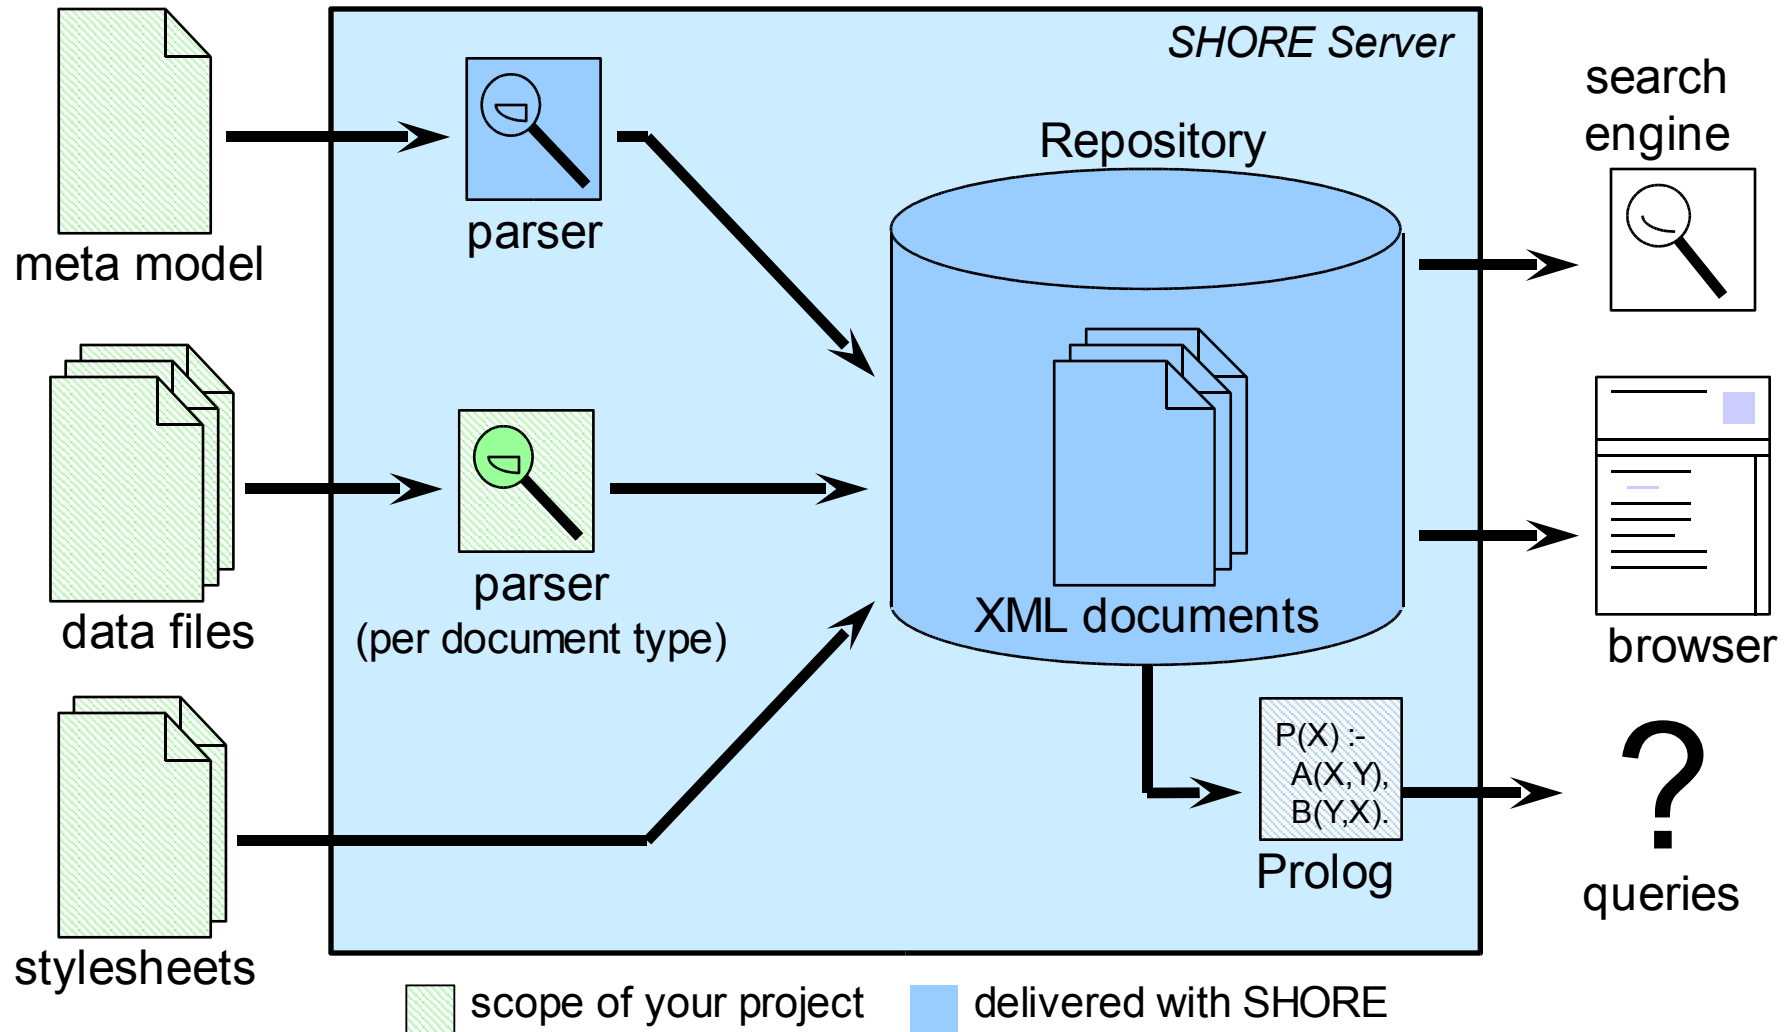 SHORE Server
meta model
parser
Repository
search
engine
data files
parser
(per document type)
XML documents
browser
stylesheets
P(X) :-
A(X,Y),
B(Y,X).
Prolog
queries
?
scope of your project
delivered with SHORE